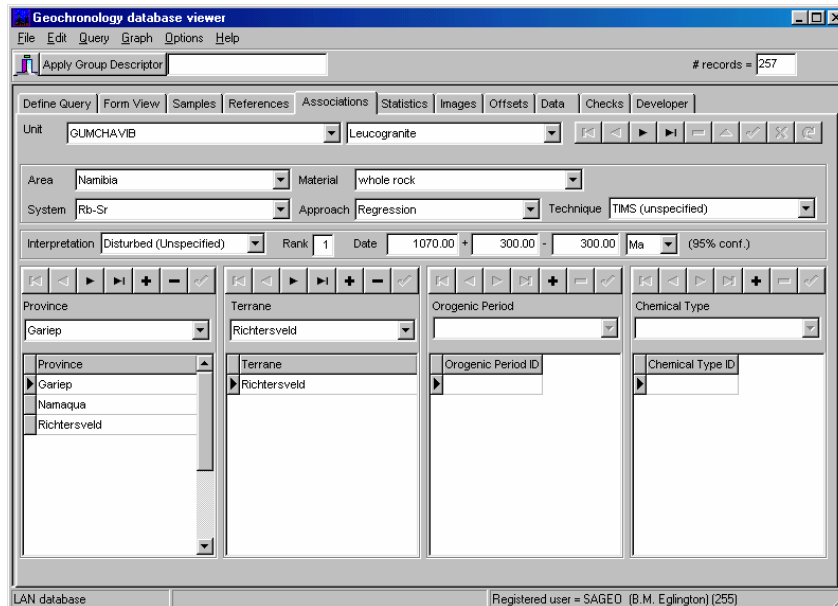 Geochronology database viewer
File Edit Query Graph Options Help
Apply Group Descriptor # records = 257
Define Query Form View Samples References Associations Statistics Images Offsets Data Checks Developer
Unit GUMCHAVIB Leucogranite
Area Namibia Material whole rock
System Rb-Sr Approach Regression Technique TIMS (unspecified)
Interpretation Disturbed (Unspecified) Rank 1 Date 1070.00 + 300.00 - 300.00 Ma (95% conf.)
Province Terrane Orogenic Period Chemical Type
Gariep Richtersveld
Province Terrane Orogenic Period ID Chemical Type ID
Gariep Richtersveld
Namaqua
Richtersveld
LAN database Registered user = SAGEO (B.M. Eglington) (255)